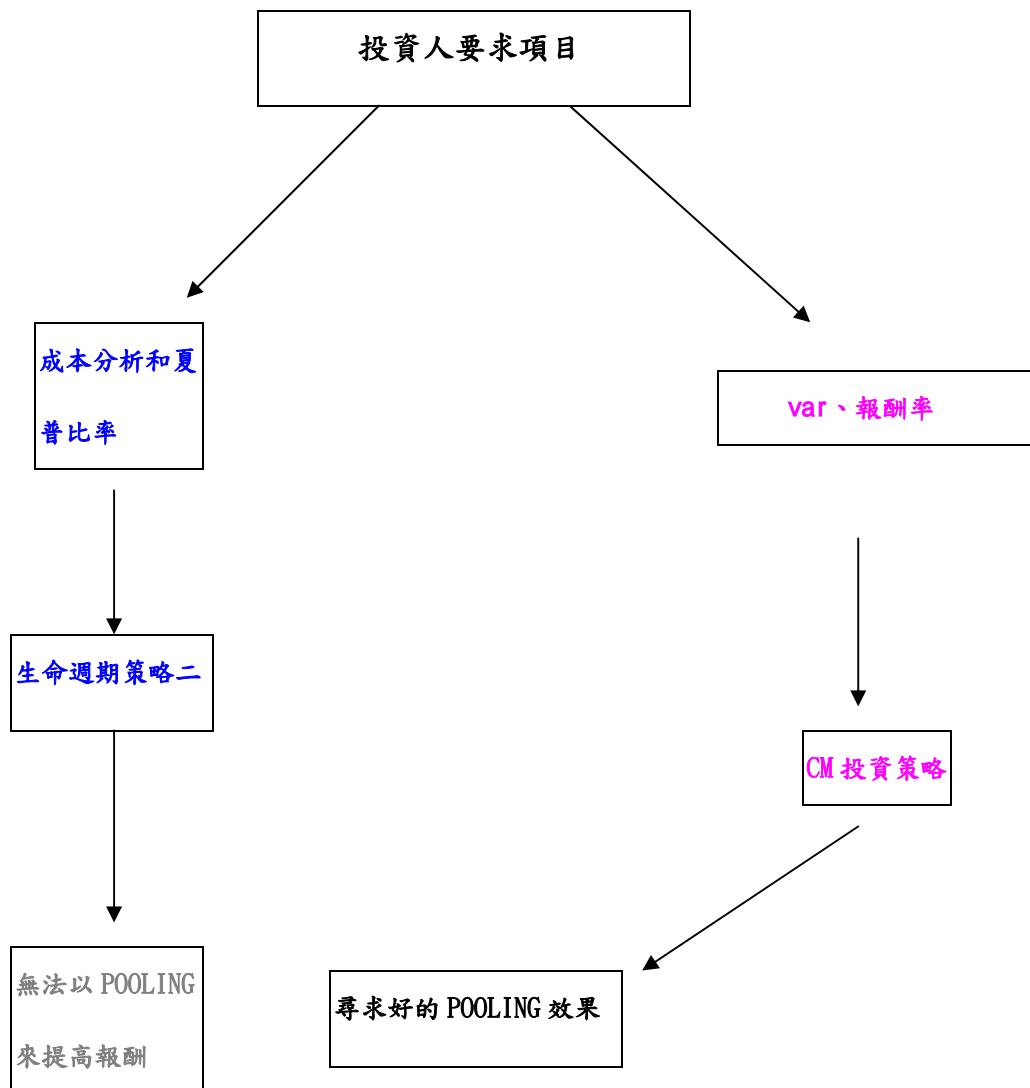 投資人要求項目
成本分析和夏
普比率
var、報酬率
生命週期策略二
CM 投資策略
無法以 POOLING
來提高報酬
尋求好的 POOLING 效果